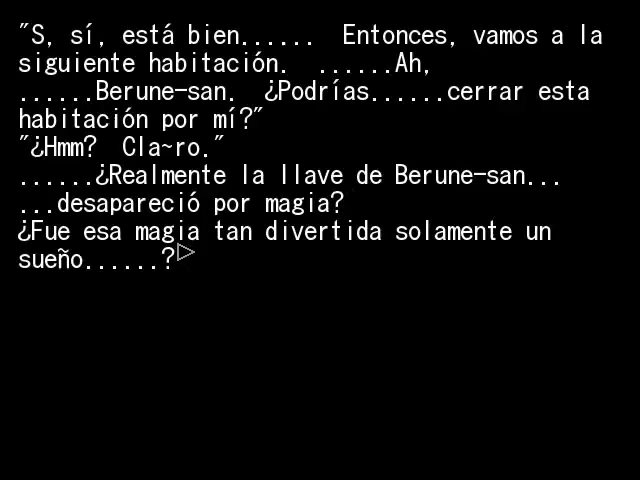 "S, sí, está bien...... Entonces, vamos a la
siguiente habitación. ......Ah,
......Berune-san. ¿Podrías......cerrar esta
habitación por mí?"
"¿Hmm? Cla~ro."
......¿Realmente la llave de Berune-san...
...desapareció por magia?
¿Fue esa magia tan divertida solamente un
sueño......?